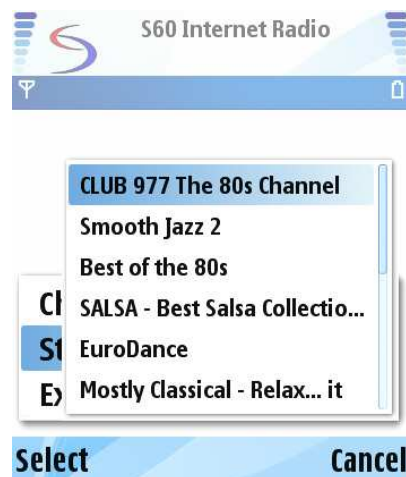 S60 Internet Radio
CLUB 977 The 80s Channel
Smooth Jazz 2
Best of the 80s
SALSA - Best Salsa Collectio...
EuroDance
Mostly Classical - Relax... it
Select
Cancel